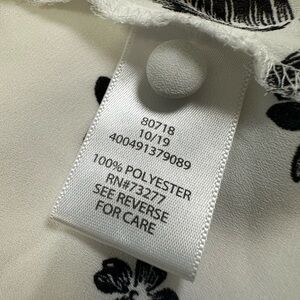 80718
10/19
400491379089
100% POLYESTER
RN#73277
SEE REVERSE
FOR CARE